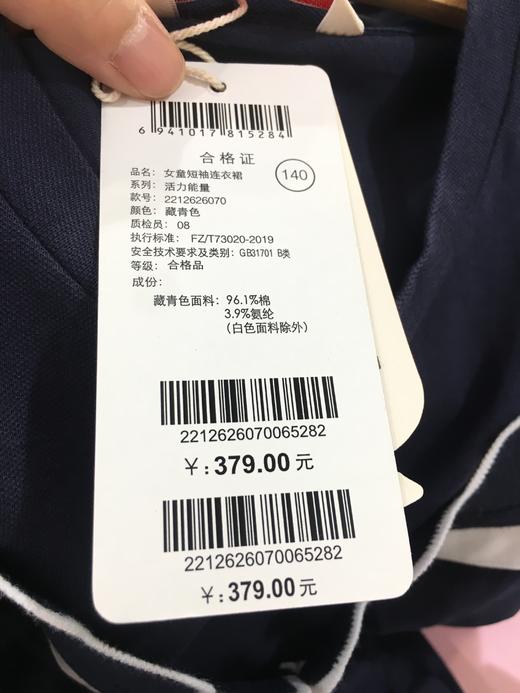 6 941017 815284
合格证
品名: 女童短袖连衣裙
140
系列: 活力能量
款号: 2212626070
颜色: 藏青色
质检员: 08
执行标准: FZ/T73020-2019
安全技术要求及类别: GB31701 B类
等级: 合格品
成份:
藏青色面料: 96.1%棉
3.9%氨纶
(白色面料除外)
2212626070065282
¥: 379.00 元
2212626070065282
¥: 379.00 元